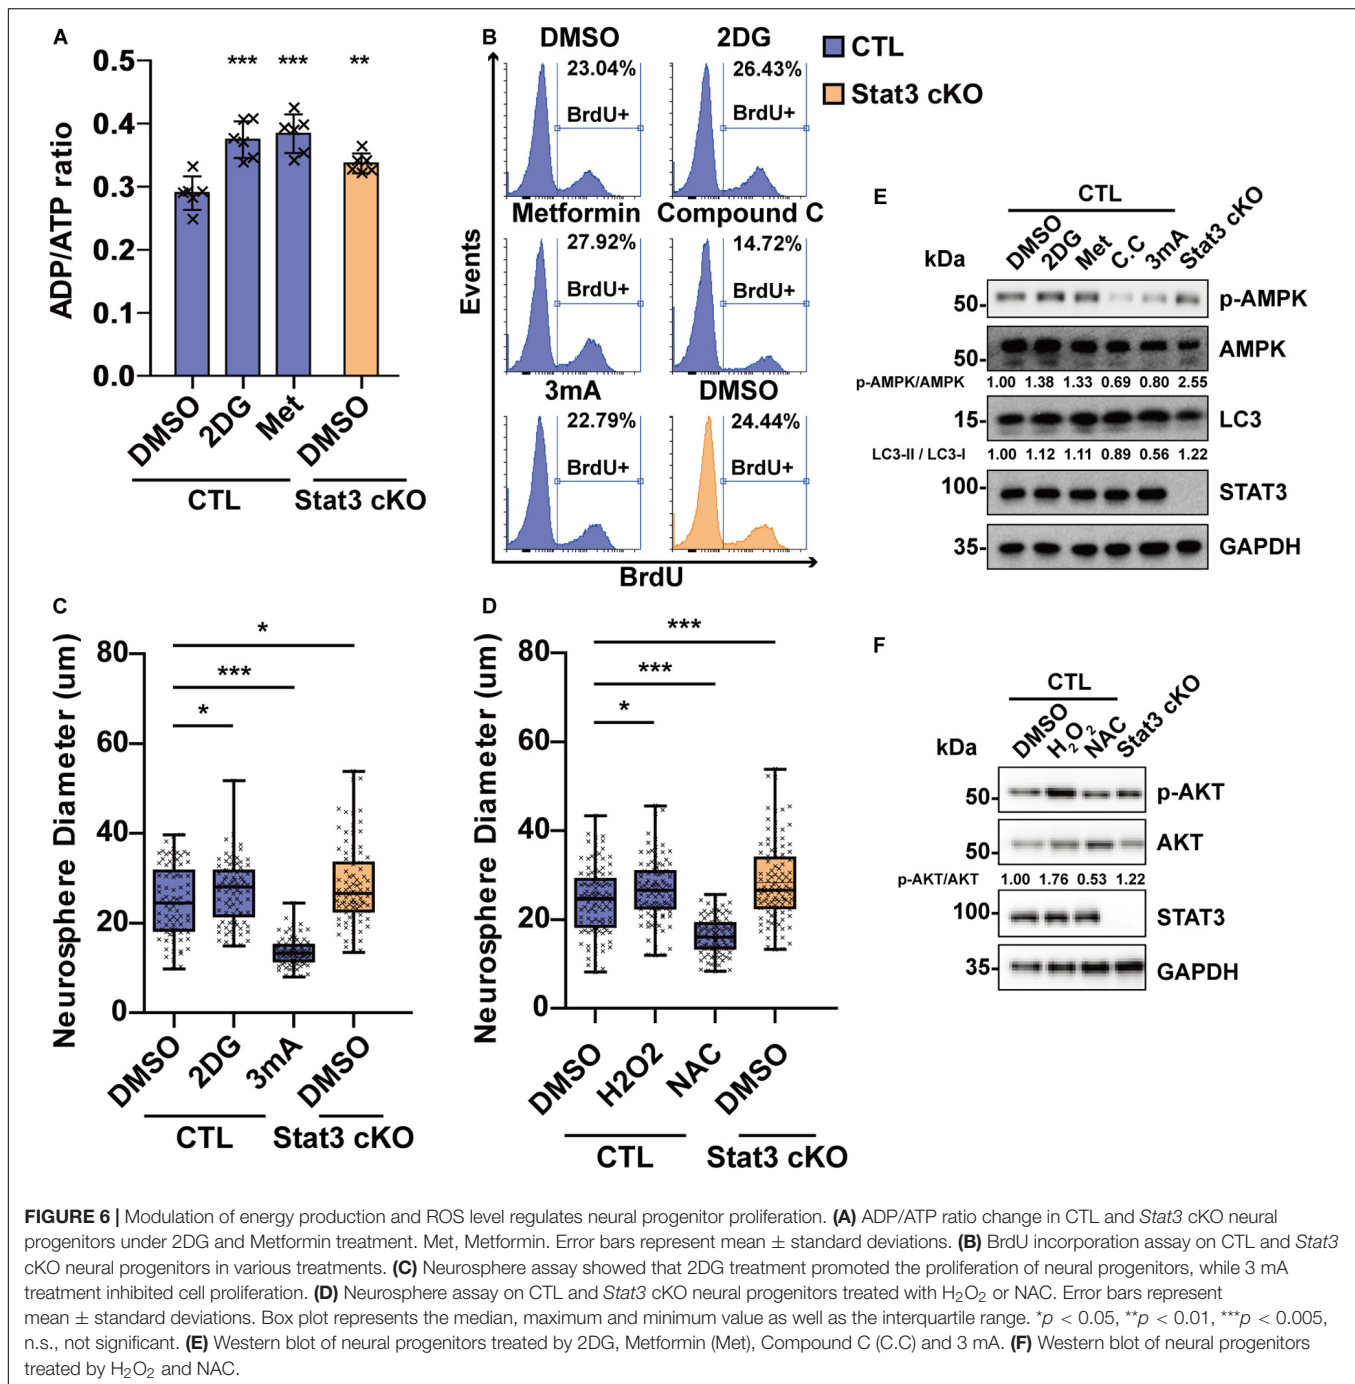 A
ADP/ATP ratio
0.5
0.4
0.3
0.2
0.1
0.0
***
***
**
DMSO
2DG
Met
DMSO
CTL
Stat3 cKO
B
Events
DMSO
23.04%
BrdU+
2DG
26.43%
BrdU+
Metformin
27.92%
BrdU+
Compound C
14.72%
BrdU+
3mA
22.79%
BrdU+
DMSO
24.44%
BrdU+
BrdU
CTL
Stat3 cKO
E
CTL
kDa
DMSO
2DG
Met
C.C
3mA
Stat3 cKO
50-
p-AMPK
50-
AMPK
p-AMPK/AMPK 1.00 1.38 1.33 0.69 0.80 2.55
15-
LC3
LC3-II / LC3-I 1.00 1.12 1.11 0.89 0.56 1.22
100-
STAT3
35-
GAPDH
C
Neurosphere Diameter (um)
80
60
40
20
0
*
***
*
DMSO
2DG
3mA
DMSO
CTL
Stat3 cKO
D
Neurosphere Diameter (um)
80
60
40
20
0
***
***
*
DMSO
H2O2
NAC
DMSO
CTL
Stat3 cKO
F
CTL
kDa
DMSO
H2O2
NAC
Stat3 cKO
50-
p-AKT
50-
AKT
p-AKT/AKT 1.00 1.76 0.53 1.22
100-
STAT3
35-
GAPDH
FIGURE 6 | Modulation of energy production and ROS level regulates neural progenitor proliferation. (A) ADP/ATP ratio change in CTL and Stat3 cKO neural
progenitors under 2DG and Metformin treatment. Met, Metformin. Error bars represent mean ± standard deviations. (B) BrdU incorporation assay on CTL and Stat3
cKO neural progenitors in various treatments. (C) Neurosphere assay showed that 2DG treatment promoted the proliferation of neural progenitors, while 3 mA
treatment inhibited cell proliferation. (D) Neurosphere assay on CTL and Stat3 cKO neural progenitors treated with H2O2 or NAC. Error bars represent
mean ± standard deviations. Box plot represents the median, maximum and minimum value as well as the interquartile range. *p < 0.05, **p < 0.01, ***p < 0.005,
n.s., not significant. (E) Western blot of neural progenitors treated by 2DG, Metformin (Met), Compound C (C.C) and 3 mA. (F) Western blot of neural progenitors
treated by H2O2 and NAC.